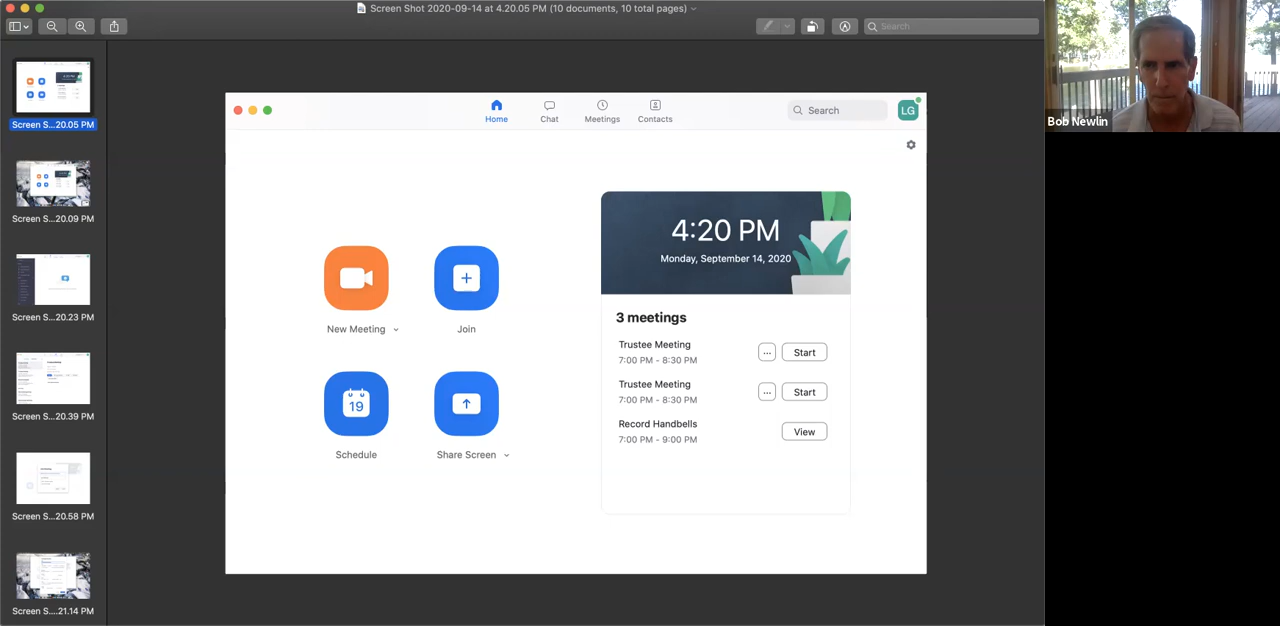 Screen Shot 2020-09-14 at 4.20.05 PM (10 documents, 10 total pages)
Search
Screen S...20.05 PM
Screen S...20.09 PM
Screen S...20.23 PM
Screen S...20.39 PM
Screen S...20.58 PM
Screen S....21.14 PM
Home
Chat
Meetings
Contacts
Search
LG
New Meeting
Join
19
Schedule
Share Screen
4:20 PM
Monday, September 14, 2020
3 meetings
Trustee Meeting
7:00 PM - 8:30 PM
... Start
Trustee Meeting
7:00 PM - 8:30 PM
... Start
Record Handbells
7:00 PM - 9:00 PM
View
Bob Newlin